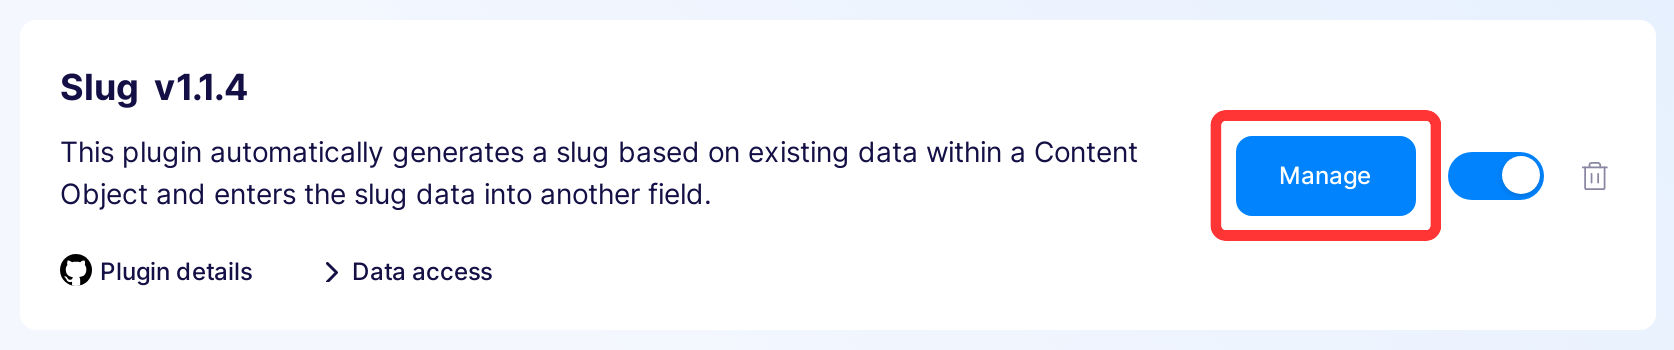 Slug v1.1.4
This plugin automatically generates a slug based on existing data within a Content
Object and enters the slug data into another field.
Manage
Plugin details
Data access